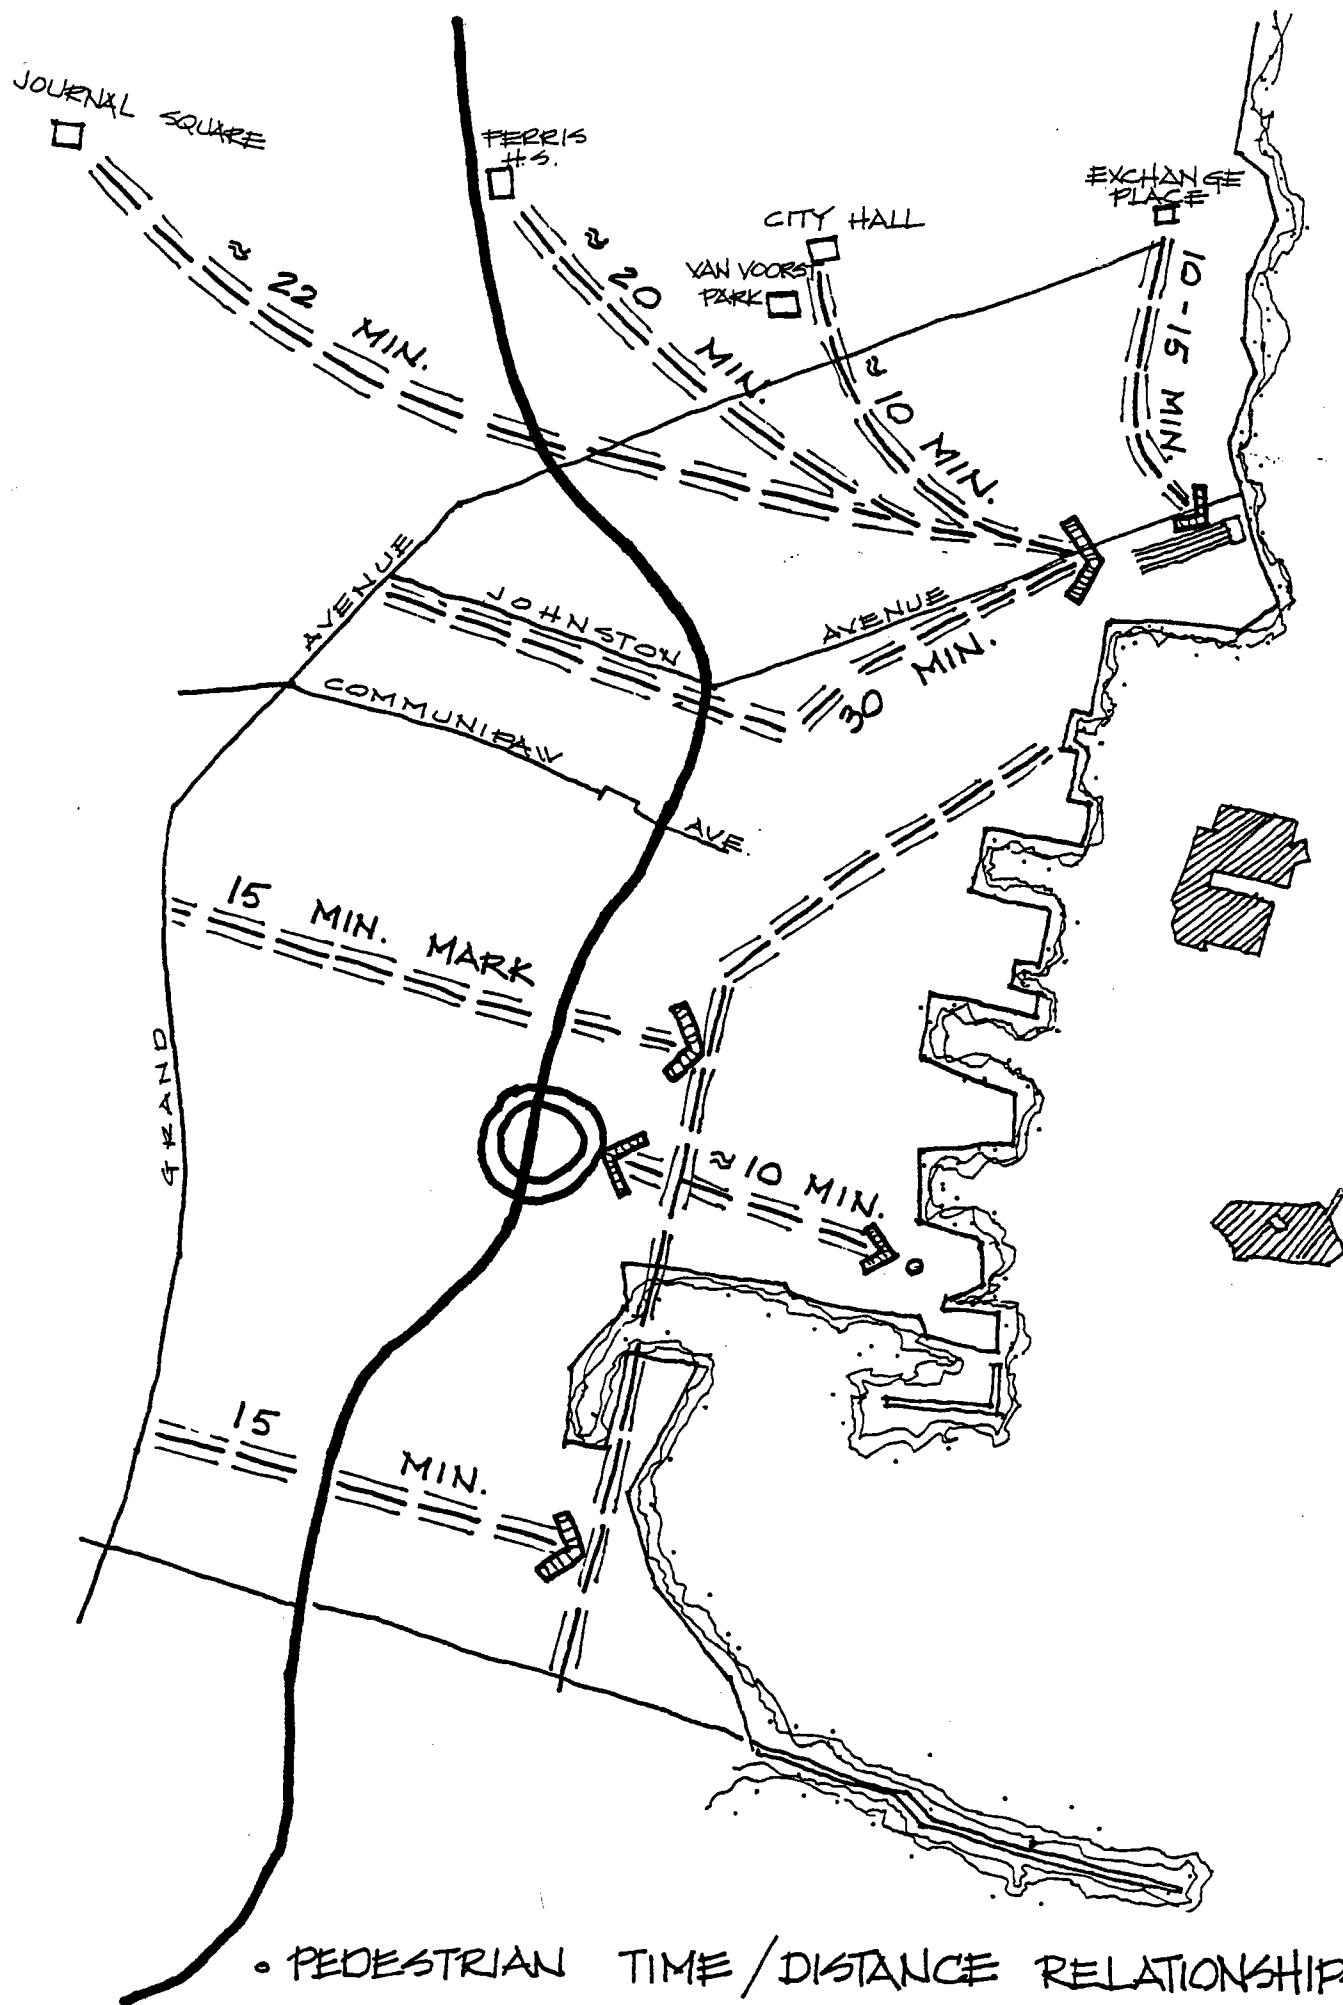 JOURNAL SQUARE
FERRIS
H.S.
EXCHANGE
PLACE
CITY HALL
VAN VOORST
PARK
≈ 22 MIN.
≈ 20 MIN.
≈ 10 MIN.
10-15 MIN.
AVENUE
JOHNSTON
AVENUE
30 MIN.
COMMUNIPAW
AVE.
15 MIN. MARK
GRAND
≈ 10 MIN.
15 MIN.
• PEDESTRIAN TIME / DISTANCE RELATIONSHIP